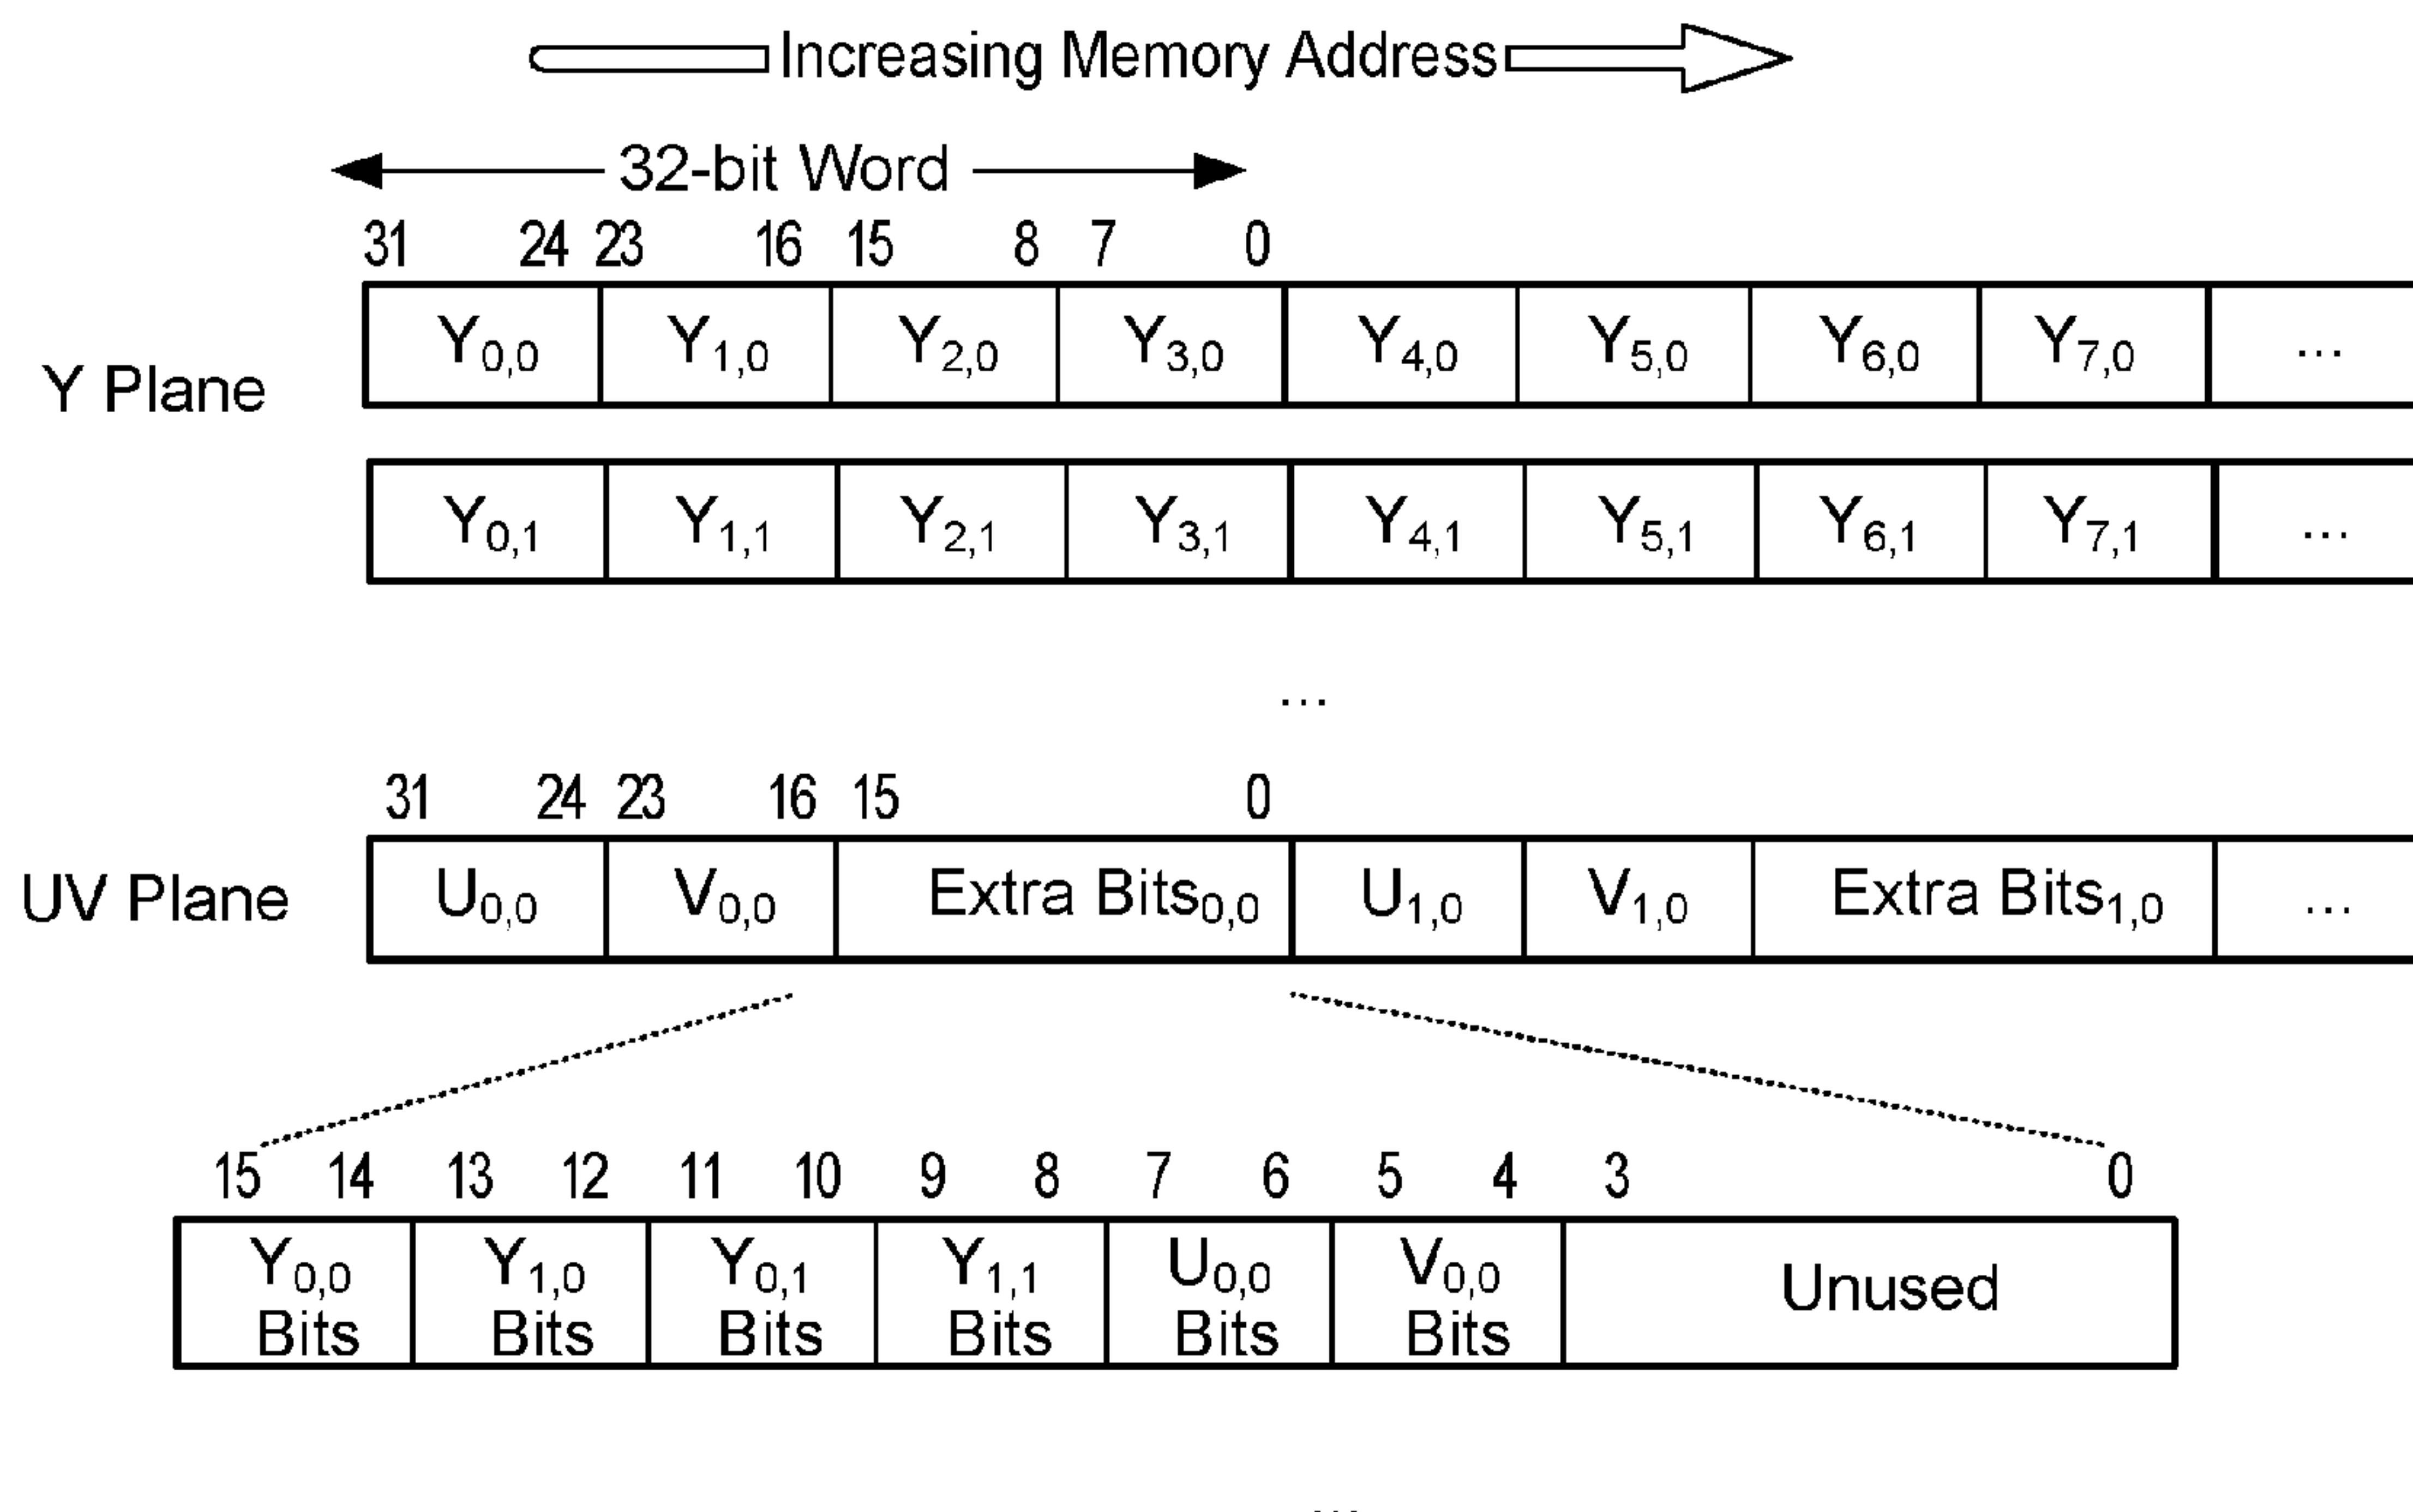 Increasing Memory Address
32-bit Word
31 24 23 16 15 8 7 0
Y0,0 Y1,0 Y2,0 Y3,0 Y4,0 Y5,0 Y6,0 Y7,0 ...
Y Plane
Y0,1 Y1,1 Y2,1 Y3,1 Y4,1 Y5,1 Y6,1 Y7,1 ...
...
31 24 23 16 15 0
UV Plane U0,0 V0,0 Extra Bits0,0 U1,0 V1,0 Extra Bits1,0 ...
15 14 13 12 11 10 9 8 7 6 5 4 3 0
Y0,0 Bits Y1,0 Bits Y0,1 Bits Y1,1 Bits U0,0 Bits V0,0 Bits Unused
...